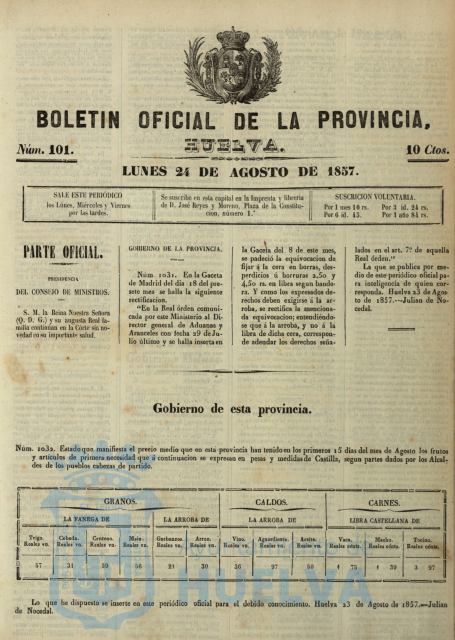 BOLETIN OFICIAL DE LA PROVINCIA,
HUELVA.
Núm. 101.
10 Ctos.
LUNES 24 DE AGOSTO DE 1857.
SALE ESTE PERIODICO
los Lúnes, Miércoles y Viernes
por las tardes.
Se suscribe en esta capital en la Imprenta y librería
de D. José Reyes y Moreno, Plaza de la Constitu-
cion, número 1.º
SUSCRICION VOLUNTARIA.
Por 1 mes 10 rs. Por 3 id. 24 rs.
Por 6 id. 45. Por 1 año 84 rs.
PARTE OFICIAL.
PRESIDENCIA
DEL CONSEJO DE MINISTROS.
S. M. la Reina Nuestra Señora
(Q. D. G.) y su augusta Real fa-
milia continúan en la Corte sin no-
vedad en su importante salud.
GOBIERNO DE LA PROVINCIA.
Núm. 1031. En la Gaceta
de Madrid del dia 18 del pre-
sente mes se halla la siguiente
rectificacion.
"En la Real órden comuni-
cada por este Ministerio al Di-
rector general de Aduanas y
Aranceles con fecha 29 de Ju-
lio último y se halla inserta en
la Gaceta del 8 de este mes,
se padeció la equivocacion de
fijar á la cera en borras, des-
perdicios ú horruras 2,50 y
4,50 rs. en libra segun bande-
ra. Y como los espresados de-
rechos deben exigirse á la ar-
roba, se rectifica la menciona-
da equivocacion; entendiéndo-
se que á la arroba, y no á la
libra de dicha cera, correspon-
de adeudar los derechos seña-
lados en el art. 7º de aquella
Real órden."
La que se publica por me-
dio de este periódico oficial pa-
ra inteligencia de quien cor-
responda. Huelva 23 de Agos-
to de 1857.—Julian de No-
cedal.
Gobierno de esta provincia.
Núm. 1032. Estado que manifiesta el precio medio que en esta provincia han tenido en los primeros 15 dias del mes de Agosto los frutos
y artículos de primera necesidad que á continuacion se expresan en pesas y medidas de Castilla, segun partes dados por los Alcal-
des de los pueblos cabezas de partido.
GRANOS. CALDOS. CARNES.
LA FANEGA DE LA ARROBA DE LA ARROBA DE LIBRA CASTELLANA DE
Trigo. Cebada. Centeno. Maiz. Garbanzos. Arroz. Vino. Aguardiente. Aceite. Vaca. Macho. Tocino.
Reales vn. Reales vn. Reales vn. Reales vn. Reales vn. Reales vn. Reales vn. Reales vn. Reales vn. Reales cénts. Reales cénts. Reales cénts.
57 31 39 56 21 30 36 73 50 1 75 1 39 3 97
HUELVA
Lo que he dispuesto se inserte en este periódico oficial para el debido conocimiento. Huelva 23 de Agosto de 1857.—Julian
de Nocedal.